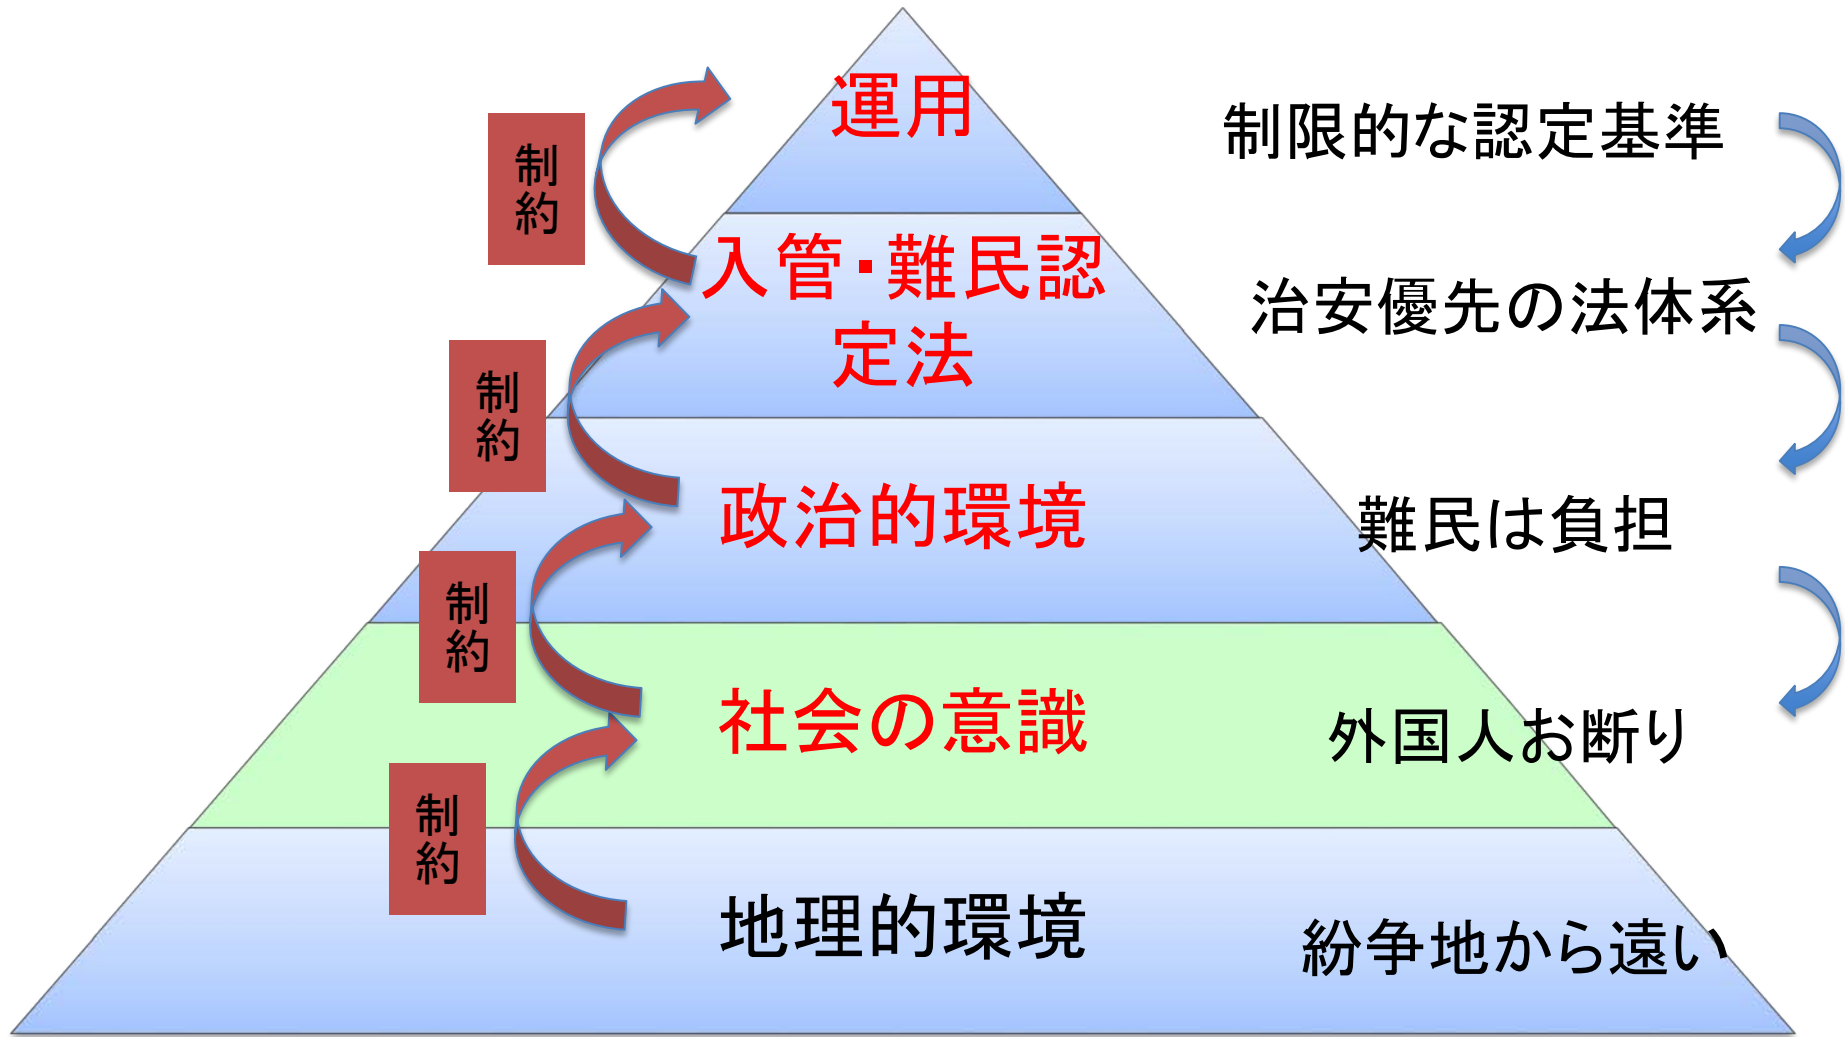 運用
制限的な認定基準
制
約
入管・難民認
定法
治安優先の法体系
制
約
政治的環境
難民は負担
制
約
社会の意識
外国人お断り
制
約
地理的環境
紛争地から遠い